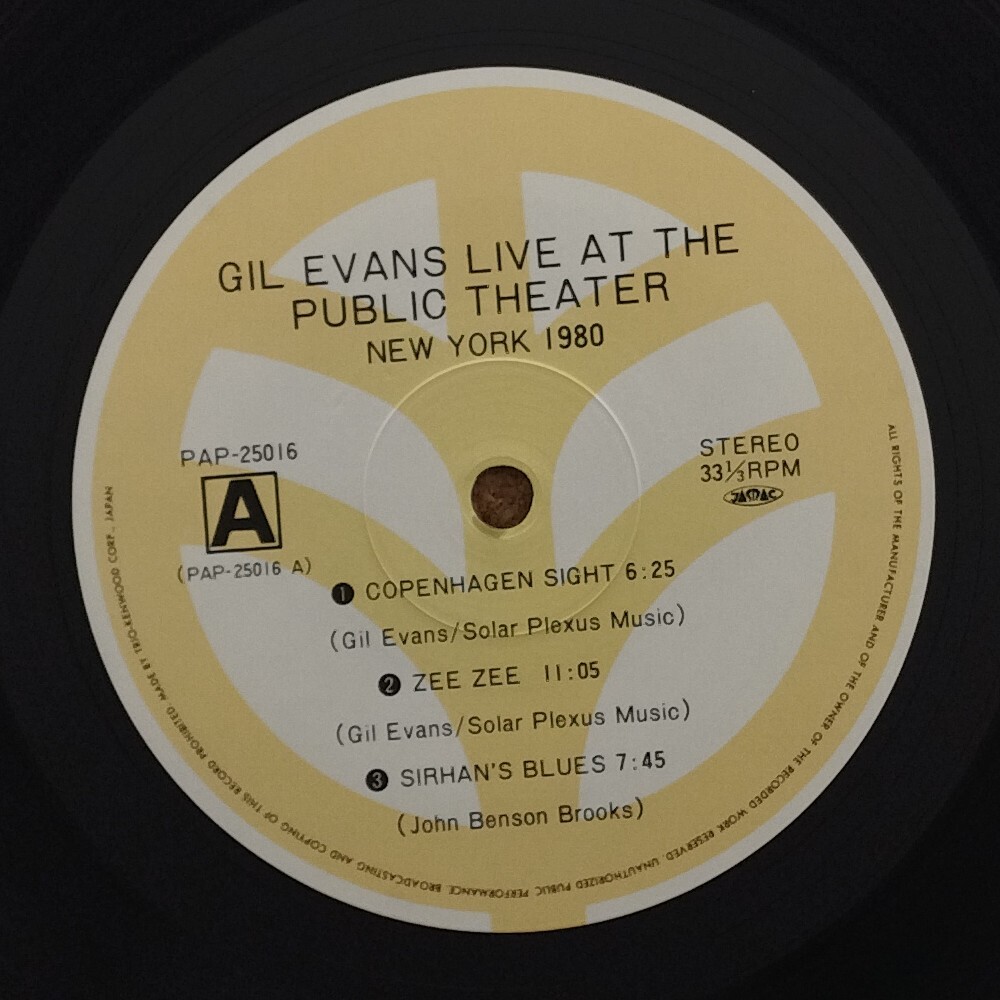 GIL EVANS LIVE AT THE
PUBLIC THEATER
NEW YORK 1980
PAP-25016
A
(PAP-25016 A)
STEREO
33⅓RPM
JASRAC
❶ COPENHAGEN SIGHT 6:25
(Gil Evans/Solar Plexus Music)
❷ ZEE ZEE 11:05
(Gil Evans/Solar Plexus Music)
❸ SIRHAN'S BLUES 7:45
(John Benson Brooks)
ALL RIGHTS OF THE MANUFACTURER AND OF THE OWNER OF THE RECORDED WORK RESERVED. UNAUTHORIZED PUBLIC PERFORMANCE, BROADCASTING AND COPYING OF THIS RECORD PROHIBITED. MADE BY TRIO-KENWOOD CORP., JAPAN